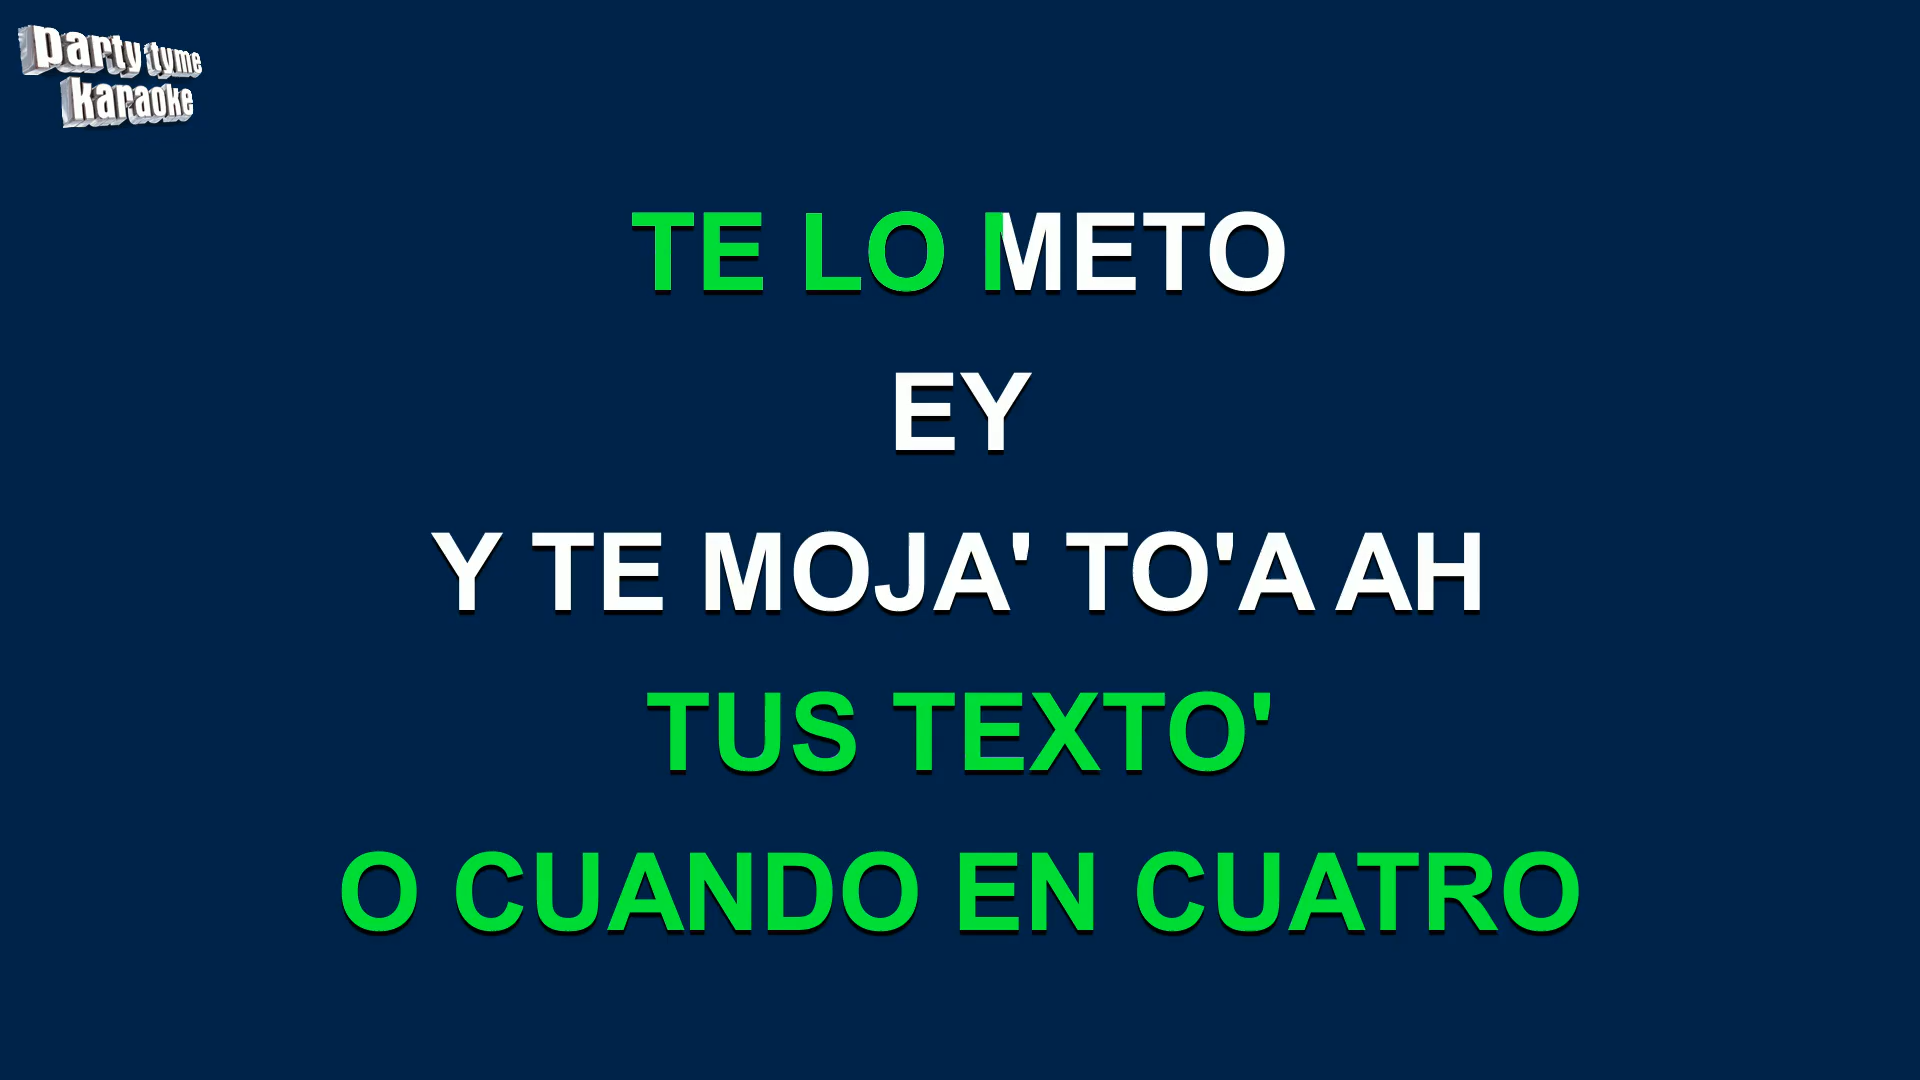 party tyme
karaoke
TE LO METO
EY
Y TE MOJA' TO'A AH
TUS TEXTO'
O CUANDO EN CUATRO